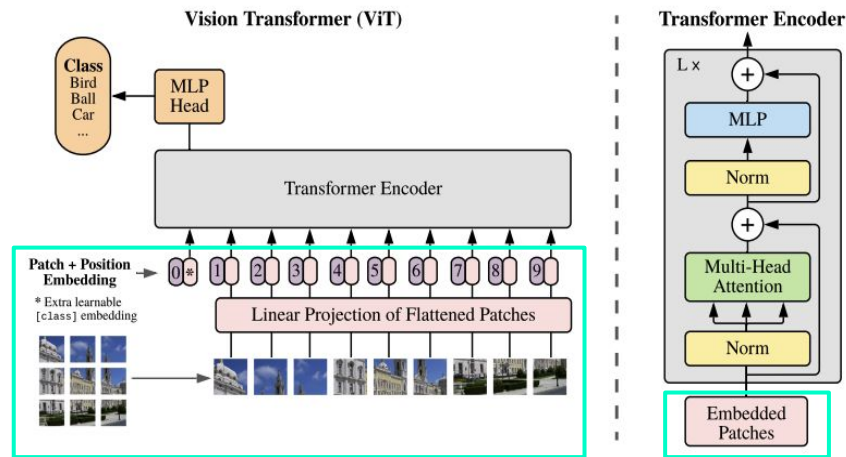 Vision Transformer (ViT)
Class
Bird
Ball
Car
...
MLP
Head
Transformer Encoder
Patch + Position
Embedding
* Extra learnable
[class] embedding
0 * 1 2 3 4 5 6 7 8 9
Linear Projection of Flattened Patches
Transformer Encoder
L ×
+
MLP
Norm
+
Multi-Head
Attention
Norm
Embedded
Patches